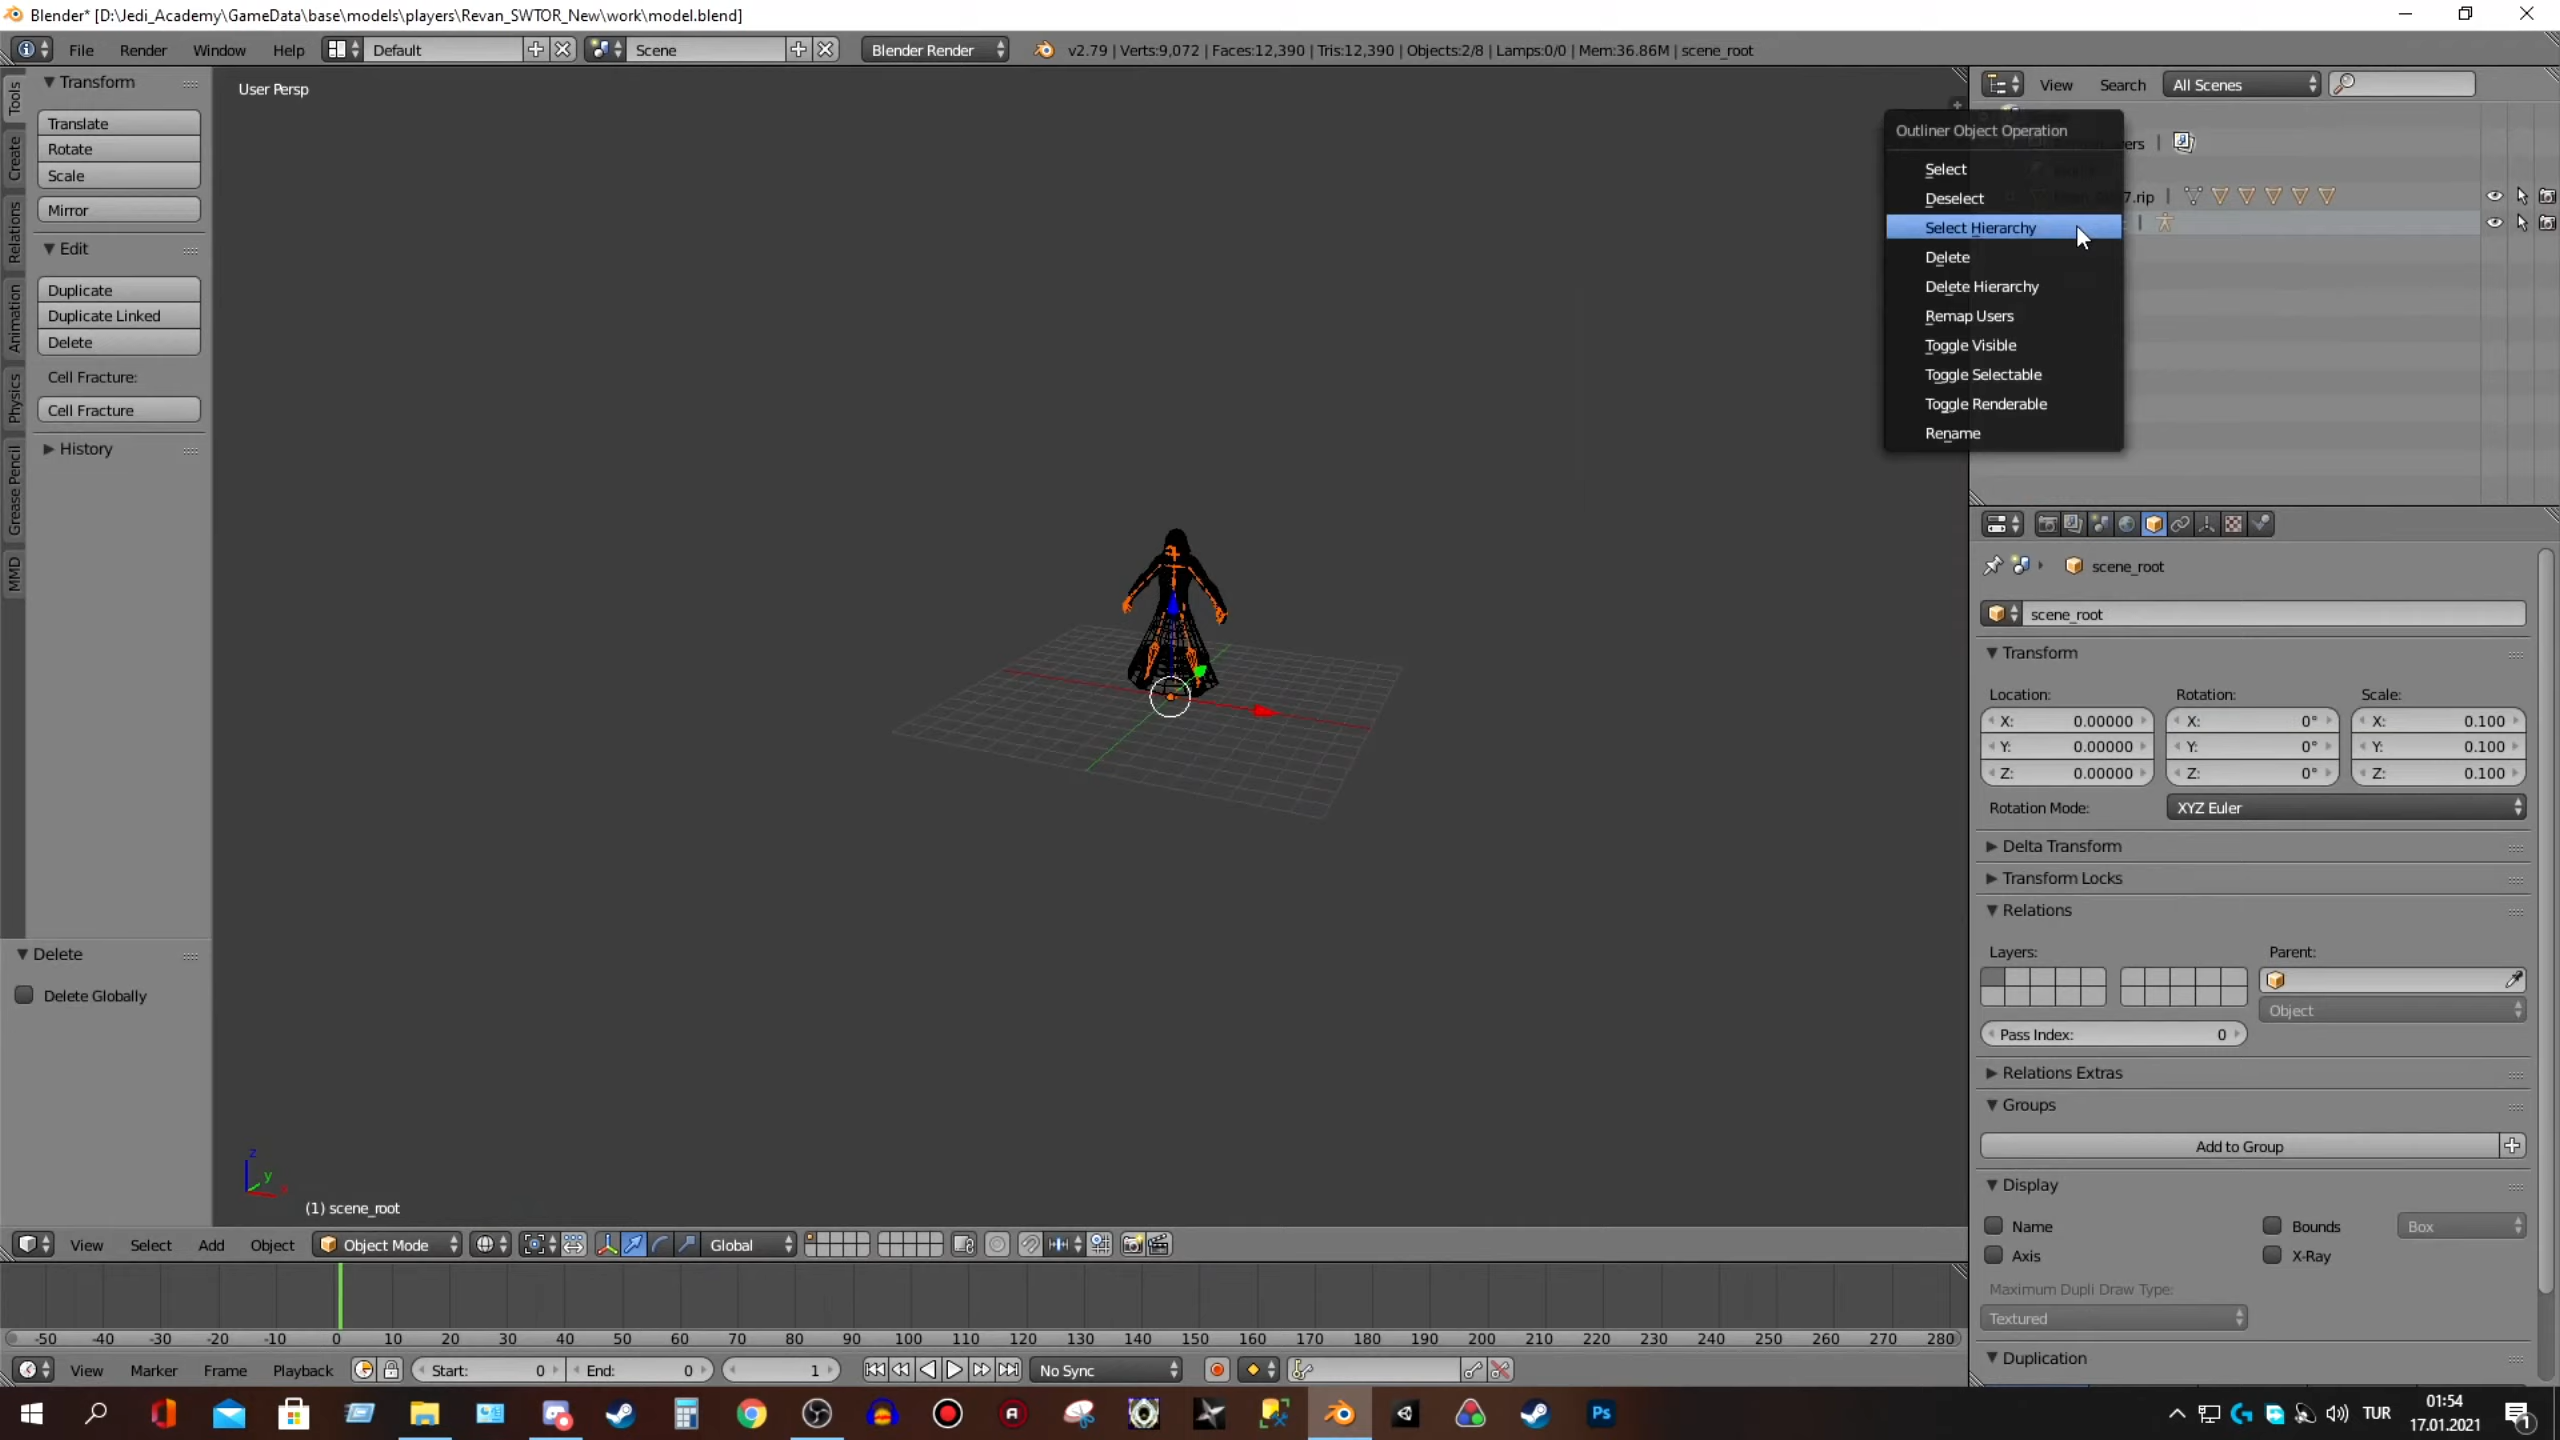 Blender* [D:\Jedi_Academy\GameData\base\models\players\Revan_SWTOR_New\work\model.blend]
File Render Window Help Default Scene Blender Render v2.79 | Verts:9,072 | Faces:12,390 | Tris:12,390 | Objects:2/8 | Lamps:0/0 | Mem:36.86M | scene_root
Tools
Create
Relations
Animation
Physics
Grease Pencil
MMD
Transform
Translate
Rotate
Scale
Mirror
Edit
Duplicate
Duplicate Linked
Delete
Cell Fracture:
Cell Fracture
History
Delete
Delete Globally
User Persp
z
y
x
(1) scene_root
View Search All Scenes
Outliner Object Operation
Select
Deselect
Select Hierarchy
Delete
Delete Hierarchy
Remap Users
Toggle Visible
Toggle Selectable
Toggle Renderable
Rename
ers |
7.rip |
scene_root
scene_root
Transform
Location: Rotation: Scale:
X: 0.00000 X: 0° X: 0.100
Y: 0.00000 Y: 0° Y: 0.100
Z: 0.00000 Z: 0° Z: 0.100
Rotation Mode: XYZ Euler
Delta Transform
Transform Locks
Relations
Layers: Parent:
Object
Pass Index: 0
Relations Extras
Groups
Add to Group
Display
Name Bounds Box
Axis X-Ray
Maximum Dupli Draw Type:
Textured
Duplication
View Select Add Object Object Mode Global
-50 -40 -30 -20 -10 0 10 20 30 40 50 60 70 80 90 100 110 120 130 140 150 160 170 180 190 200 210 220 230 240 250 260 270 280
View Marker Frame Playback Start: 0 End: 0 1 No Sync
Ps
TUR
01:54
17.01.2021
1